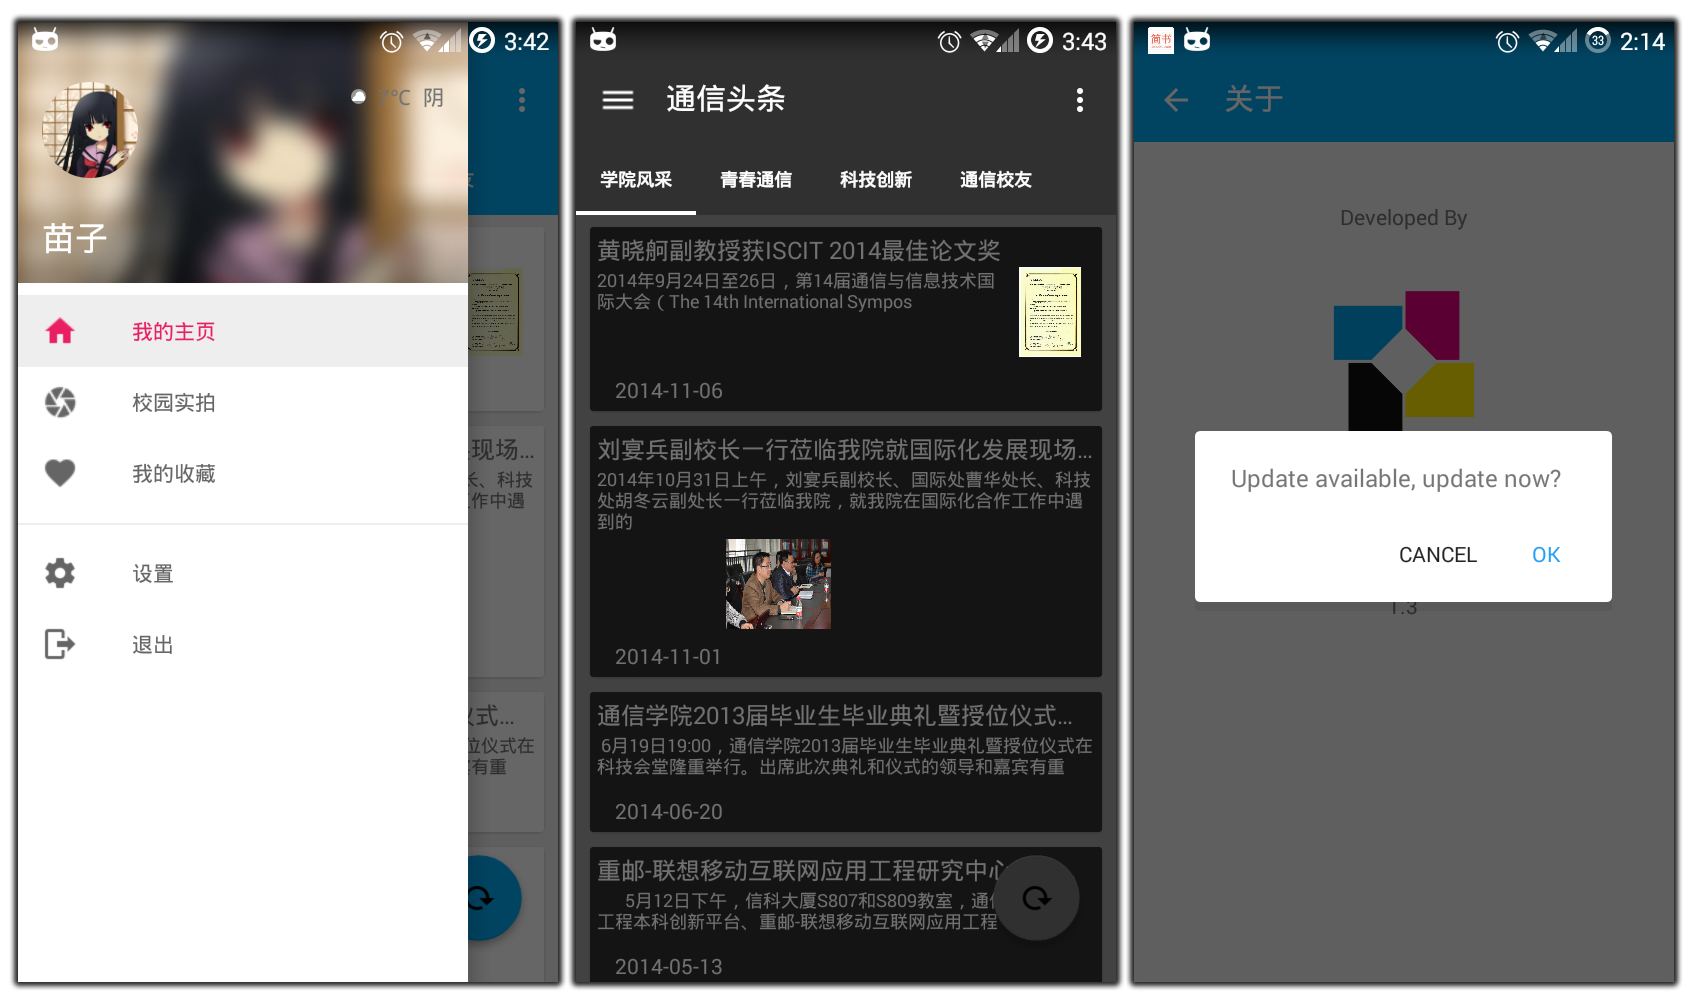 3:42
7°C 阴
苗子
我的主页
校园实拍
我的收藏
设置
退出
现场...
长、科技
作中遇
仪式...
位仪式在
宾有重
3:43
通信头条
学院风采 青春通信 科技创新 通信校友
黄晓舸副教授获ISCIT 2014最佳论文奖
2014年9月24日至26日，第14届通信与信息技术国
际大会（The 14th International Sympos
2014-11-06
刘宴兵副校长一行莅临我院就国际化发展现场...
2014年10月31日上午，刘宴兵副校长、国际处曹华处长、科技
处胡冬云副处长一行莅临我院，就我院在国际化合作工作中遇
到的
2014-11-01
通信学院2013届毕业生毕业典礼暨授位仪式...
6月19日19:00，通信学院2013届毕业生毕业典礼暨授位仪式在
科技会堂隆重举行。出席此次典礼和仪式的领导和嘉宾有重
2014-06-20
重邮-联想移动互联网应用工程研究中心
5月12日下午，信科大厦S807和S809教室，通信
工程本科创新平台、重邮-联想移动互联网应用工程
2014-05-13
简书
33
2:14
关于
Developed By
Update available, update now?
CANCEL OK
1.3